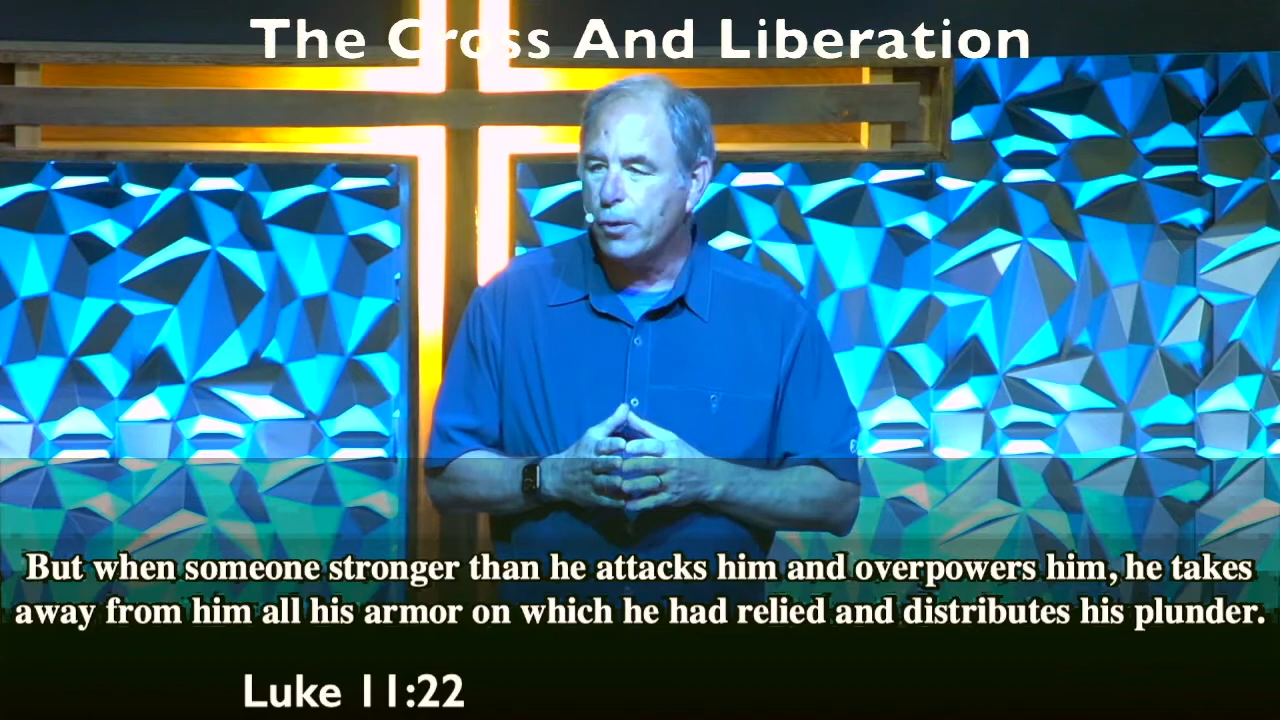 The Cross And Liberation
But when someone stronger than he attacks him and overpowers him, he takes
away from him all his armor on which he had relied and distributes his plunder.
Luke 11:22